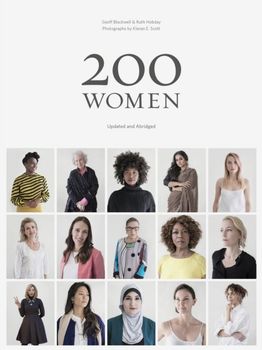 Geoff Blackwell & Ruth Hobday
Photographs by Kieran E. Scott
200
WOMEN
Updated and Abridged